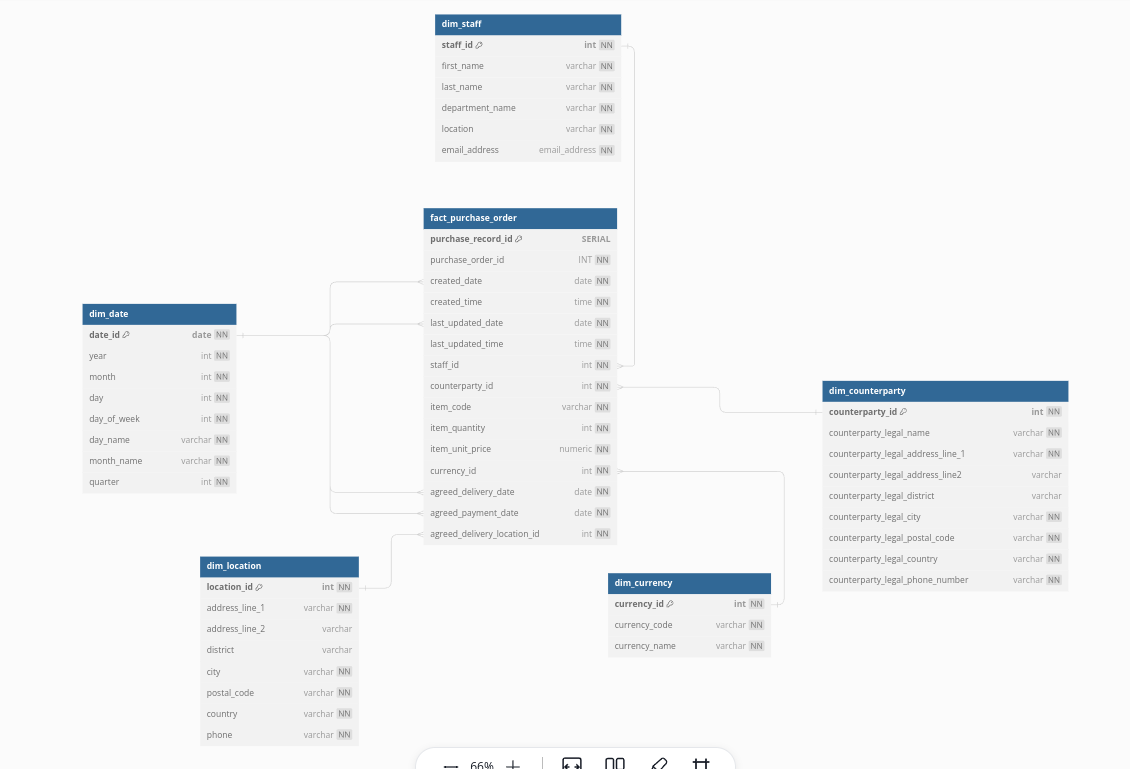 dim_staff
staff_id int NN
first_name varchar NN
last_name varchar NN
department_name varchar NN
location varchar NN
email_address email_address NN
fact_purchase_order
purchase_record_id SERIAL
purchase_order_id INT NN
created_date date NN
created_time time NN
last_updated_date date NN
last_updated_time time NN
staff_id int NN
counterparty_id int NN
item_code varchar NN
item_quantity int NN
item_unit_price numeric NN
currency_id int NN
agreed_delivery_date date NN
agreed_payment_date date NN
agreed_delivery_location_id int NN
dim_date
date_id date NN
year int NN
month int NN
day int NN
day_of_week int NN
day_name varchar NN
month_name varchar NN
quarter int NN
dim_counterparty
counterparty_id int NN
counterparty_legal_name varchar NN
counterparty_legal_address_line_1 varchar NN
counterparty_legal_address_line2 varchar
counterparty_legal_district varchar
counterparty_legal_city varchar NN
counterparty_legal_postal_code varchar NN
counterparty_legal_country varchar NN
counterparty_legal_phone_number varchar NN
dim_location
location_id int NN
address_line_1 varchar NN
address_line_2 varchar
district varchar
city varchar NN
postal_code varchar NN
country varchar NN
phone varchar NN
dim_currency
currency_id int NN
currency_code varchar NN
currency_name varchar NN
66%